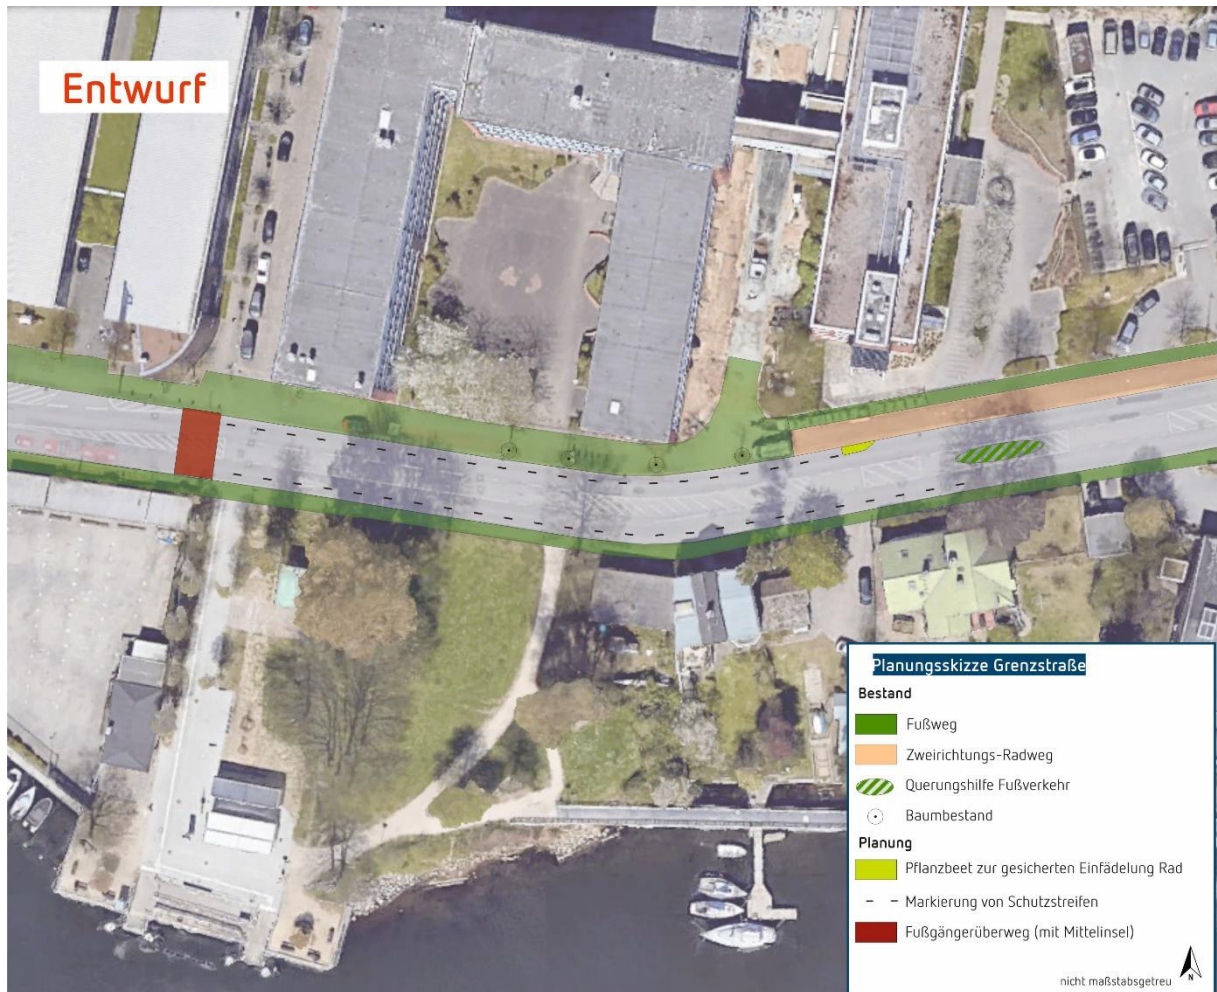 Entwurf
Planungsskizze Grenzstraße
Bestand
Fußweg
Zweirichtungs-Radweg
Querungshilfe Fußverkehr
Baumbestand
Planung
Pflanzbeet zur gesicherten Einfädelung Rad
Markierung von Schutzstreifen
Fußgängerüberweg (mit Mittelinsel)
nicht maßstabsgetreu
N